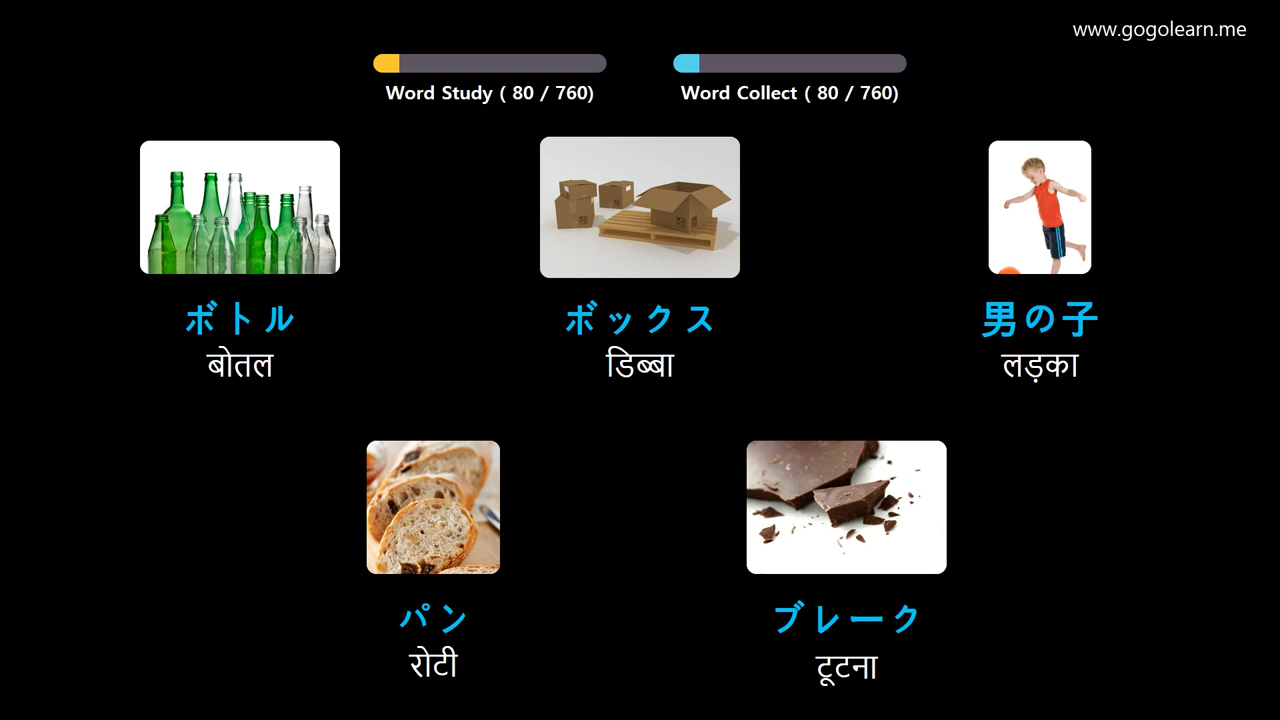 www.gogolearn.me
Word Study ( 80 / 760)
Word Collect ( 80 / 760)
ボトル
बोतल
ボックス
डिब्बा
男の子
लड़का
パン
रोटी
ブレーク
टूटना